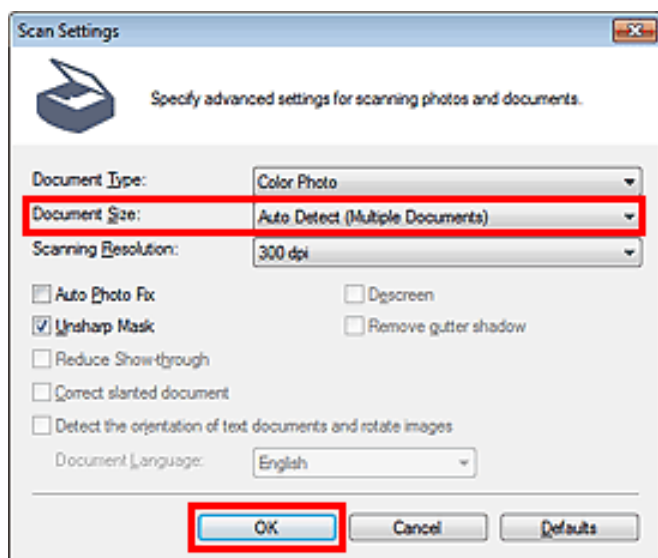 Scan Settings
Specify advanced settings for scanning photos and documents.
Document Type: Color Photo
Document Size: Auto Detect (Multiple Documents)
Scanning Resolution: 300 dpi
Auto Photo Fix Descreen
Unsharp Mask Remove gutter shadow
Reduce Show-through
Correct slanted document
Detect the orientation of text documents and rotate images
Document Language: English
OK Cancel Defaults